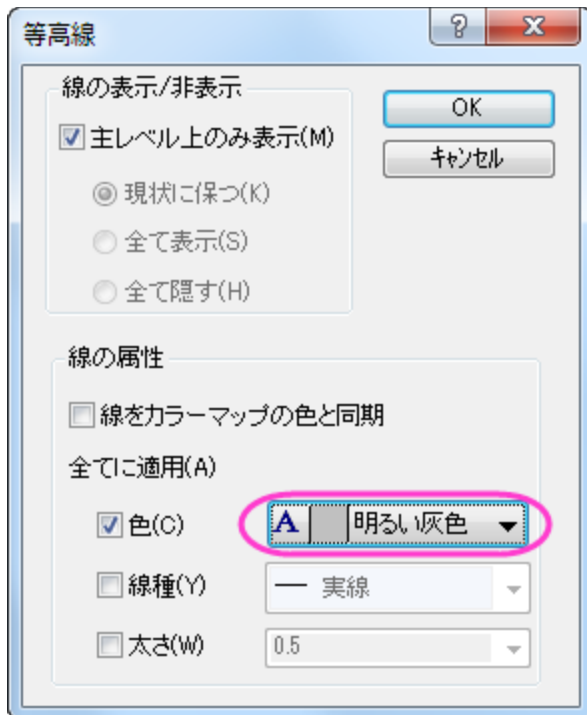 等高線
線の表示/非表示
主レベル上のみ表示(M)
現状に保つ(K)
全て表示(S)
全て隠す(H)
OK
キャンセル
線の属性
線をカラーマップの色と同期
全てに適用(A)
色(C) A 明るい灰色
線種(Y) 実線
太さ(W) 0.5